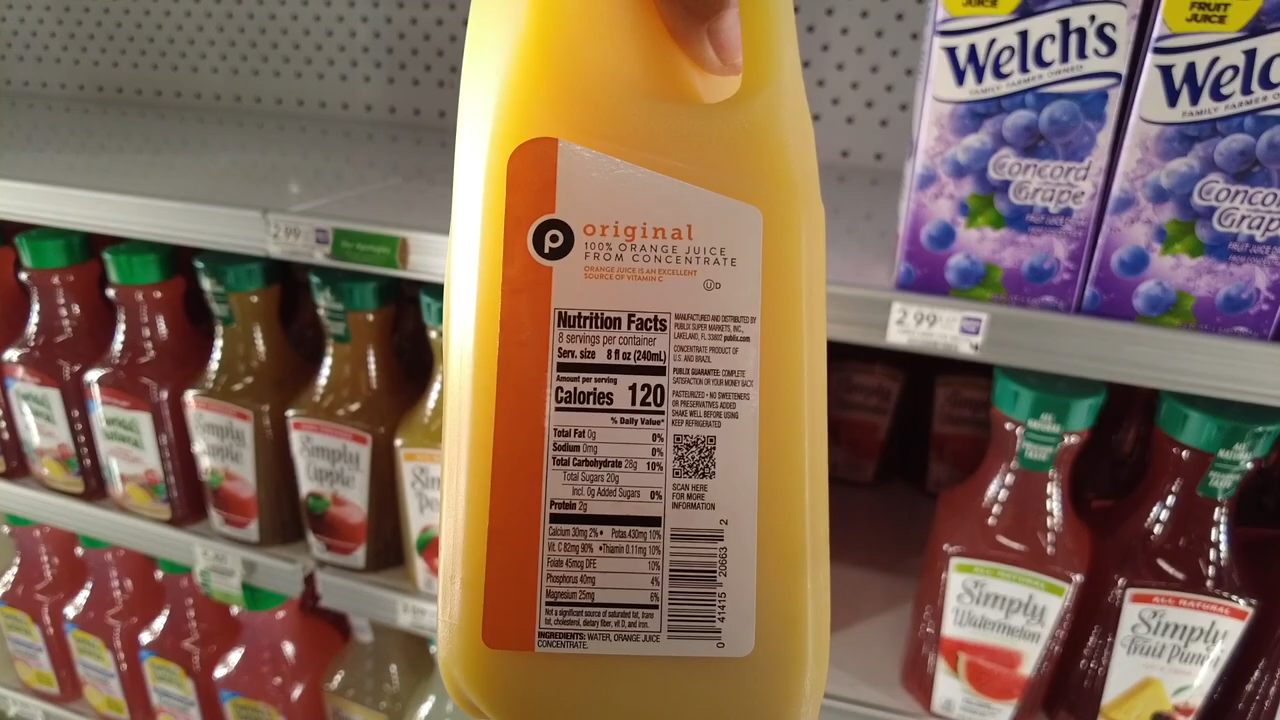 original
100% ORANGE JUICE
FROM CONCENTRATE
ORANGE JUICE IS AN EXCELLENT
SOURCE OF VITAMIN C
UD
Nutrition Facts
8 servings per container
Serv. size 8 fl oz (240mL)
Amount per serving
Calories 120
% Daily Value*
Total Fat 0g 0%
Sodium 0mg 0%
Total Carbohydrate 28g 10%
Total Sugars 20g
Incl. 0g Added Sugars 0%
Protein 2g
Calcium 30mg 2% • Potas. 430mg 10%
Vit. C 82mg 90% • Thiamin 0.11mg 10%
Folate 45mcg DFE 10%
Phosphorus 40mg 4%
Magnesium 25mg 6%
Not a significant source of saturated fat, trans
fat, cholesterol, dietary fiber, vit D, and iron.
INGREDIENTS: WATER, ORANGE JUICE
CONCENTRATE.
MANUFACTURED AND DISTRIBUTED BY
PUBLIX SUPER MARKETS, INC.,
LAKELAND, FL 33802 publix.com
CONCENTRATE PRODUCT OF
U.S. AND BRAZIL
PUBLIX GUARANTEE: COMPLETE
SATISFACTION OR YOUR MONEY BACK
PASTEURIZED • NO SWEETENERS
OR PRESERVATIVES ADDED
SHAKE WELL BEFORE USING
KEEP REFRIGERATED
SCAN HERE
FOR MORE
INFORMATION
0 41415 20663 2
JUICE
Welch's
FAMILY FARMER OWNED
Concord
Grape
FRUIT
JUICE
Welc
FAMILY FARMER O
Conco
Grap
2.99
2.99
Simply
Apple
Simply
Apple
ALL NATURAL
Simply
Watermelon
ALL NATURAL
Simply
Fruit Punch